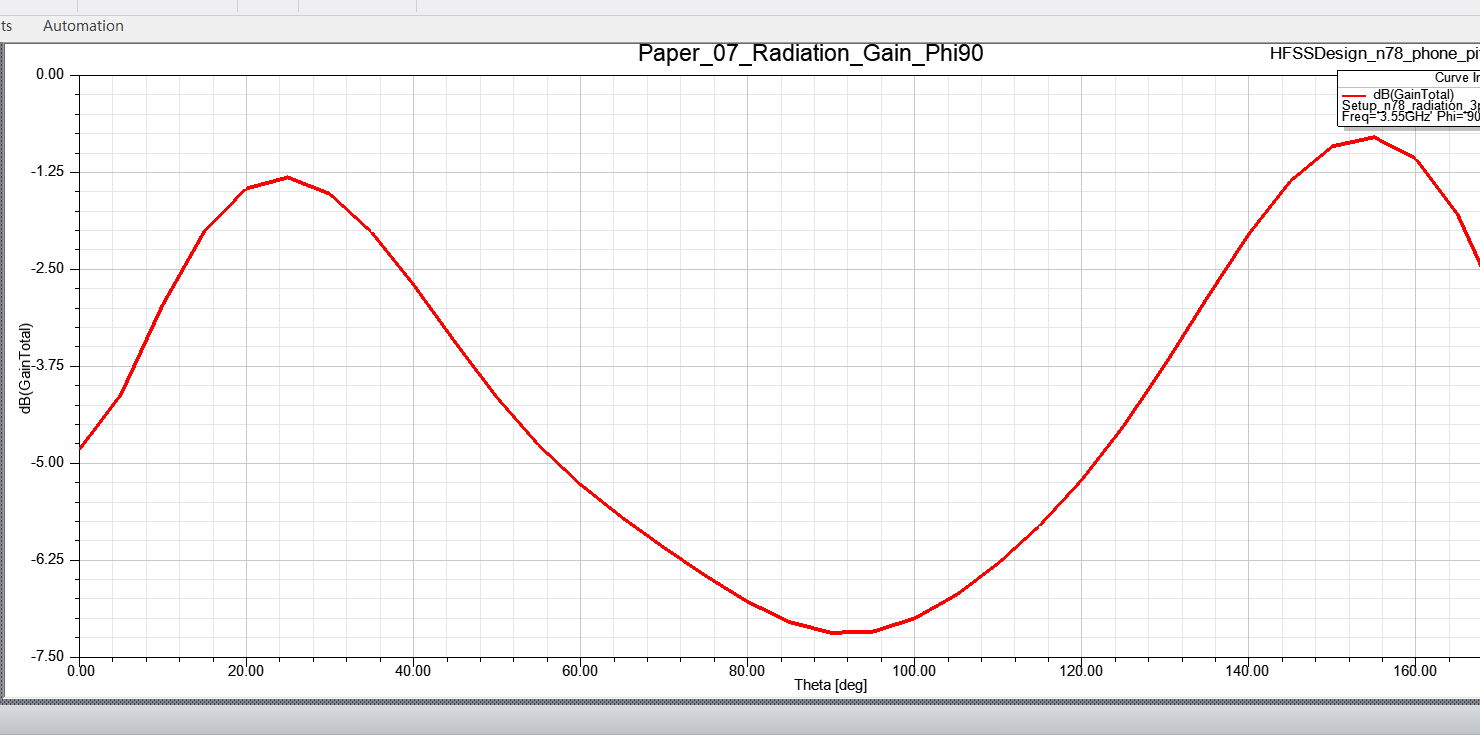 ts Automation
Paper_07_Radiation_Gain_Phi90
HFSSDesign_n78_phone_pi
Curve In
dB(GainTotal)
Setup_n78_radiation_3
Freq='3.55GHz' Phi='90
0.00
-1.25
-2.50
-3.75
-5.00
-6.25
-7.50
dB(GainTotal)
0.00 20.00 40.00 60.00 80.00 100.00 120.00 140.00 160.00
Theta [deg]